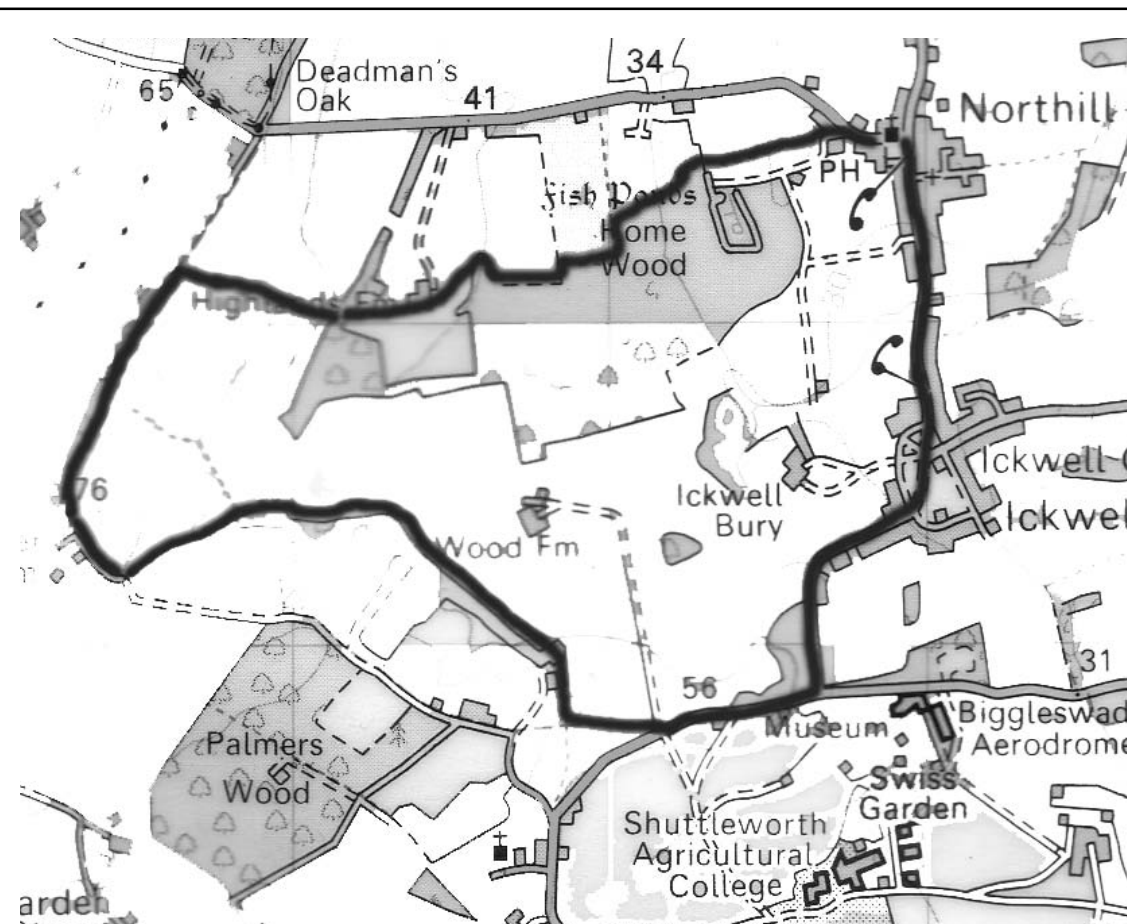 Deadman's
Oak
65
41
34
Northill
PH
Fish Ponds
Home
Wood
76
Ickwell
Bury
Wood Fm
56
31
Museum
Aerodrome
Palmers
Wood
Swiss
Garden
Shuttleworth
Agricultural
College